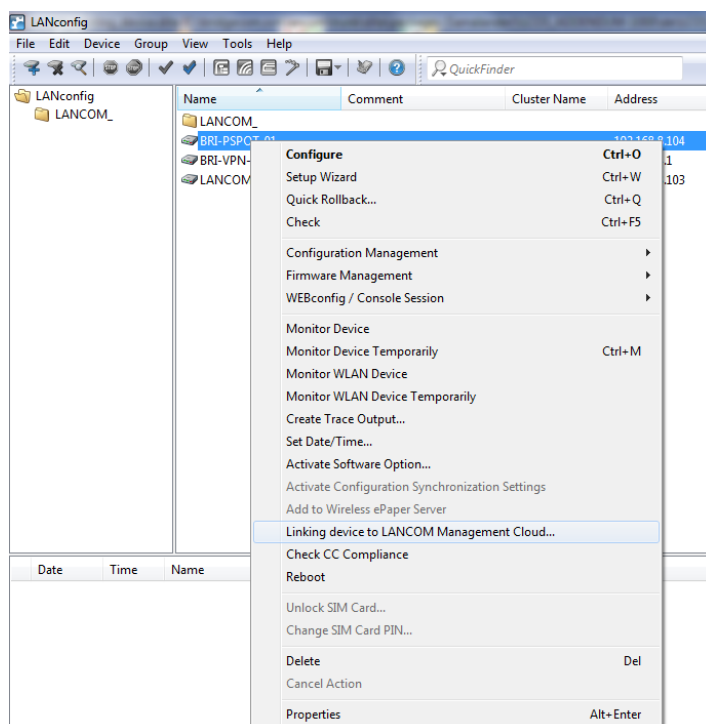 LANconfig
File Edit Device Group View Tools Help
QuickFinder
LANconfig
LANCOM_
Name Comment Cluster Name Address
LANCOM_
BRI-PSPOT-01 192.168.8.104
BRI-VPN- .1
LANCOM .103
Configure Ctrl+O
Setup Wizard Ctrl+W
Quick Rollback... Ctrl+Q
Check Ctrl+F5
Configuration Management
Firmware Management
WEBconfig / Console Session
Monitor Device
Monitor Device Temporarily Ctrl+M
Monitor WLAN Device
Monitor WLAN Device Temporarily
Create Trace Output...
Set Date/Time...
Activate Software Option...
Activate Configuration Synchronization Settings
Add to Wireless ePaper Server
Linking device to LANCOM Management Cloud...
Check CC Compliance
Reboot
Unlock SIM Card...
Change SIM Card PIN...
Delete Del
Cancel Action
Properties Alt+Enter
Date Time Name